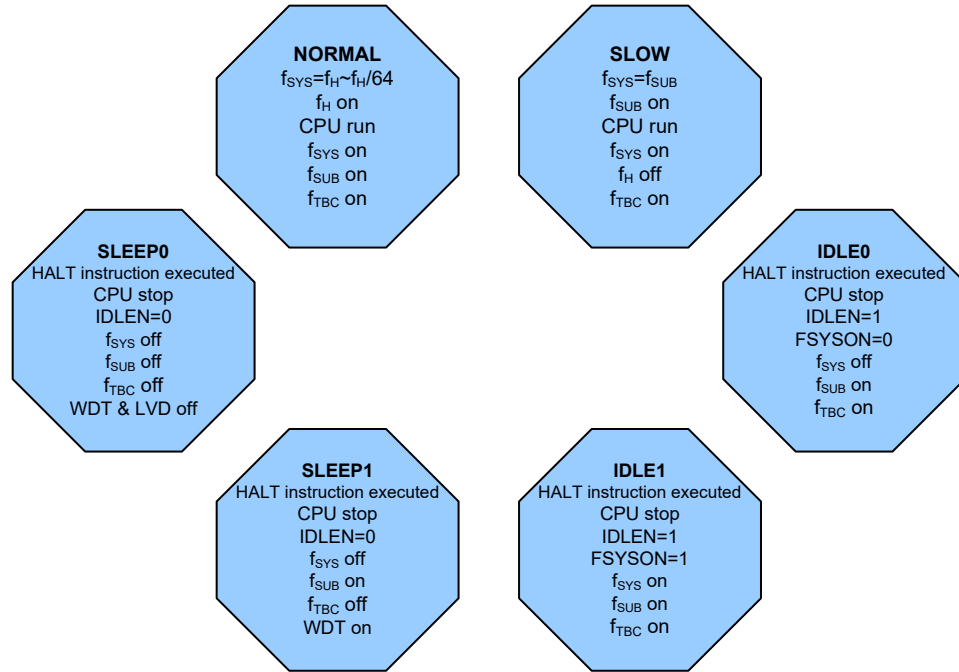 NORMAL
fSYS=fH~fH/64
fH on
CPU run
fSYS on
fSUB on
fTBC on
SLOW
fSYS=fSUB
fSUB on
CPU run
fSYS on
fH off
fTBC on
SLEEP0
HALT instruction executed
CPU stop
IDLEN=0
fSYS off
fSUB off
fTBC off
WDT & LVD off
IDLE0
HALT instruction executed
CPU stop
IDLEN=1
FSYSON=0
fSYS off
fSUB on
fTBC on
SLEEP1
HALT instruction executed
CPU stop
IDLEN=0
fSYS off
fSUB on
fTBC off
WDT on
IDLE1
HALT instruction executed
CPU stop
IDLEN=1
FSYSON=1
fSYS on
fSUB on
fTBC on